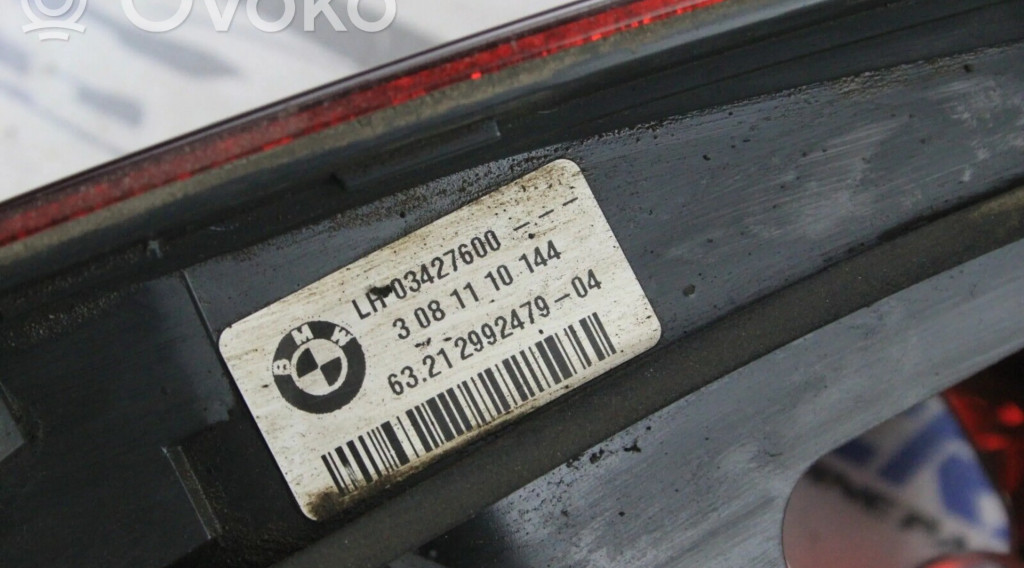 OVOKO
LH 03427600 ----
3 08 11 10 144
63.21 2992479-04
BMW